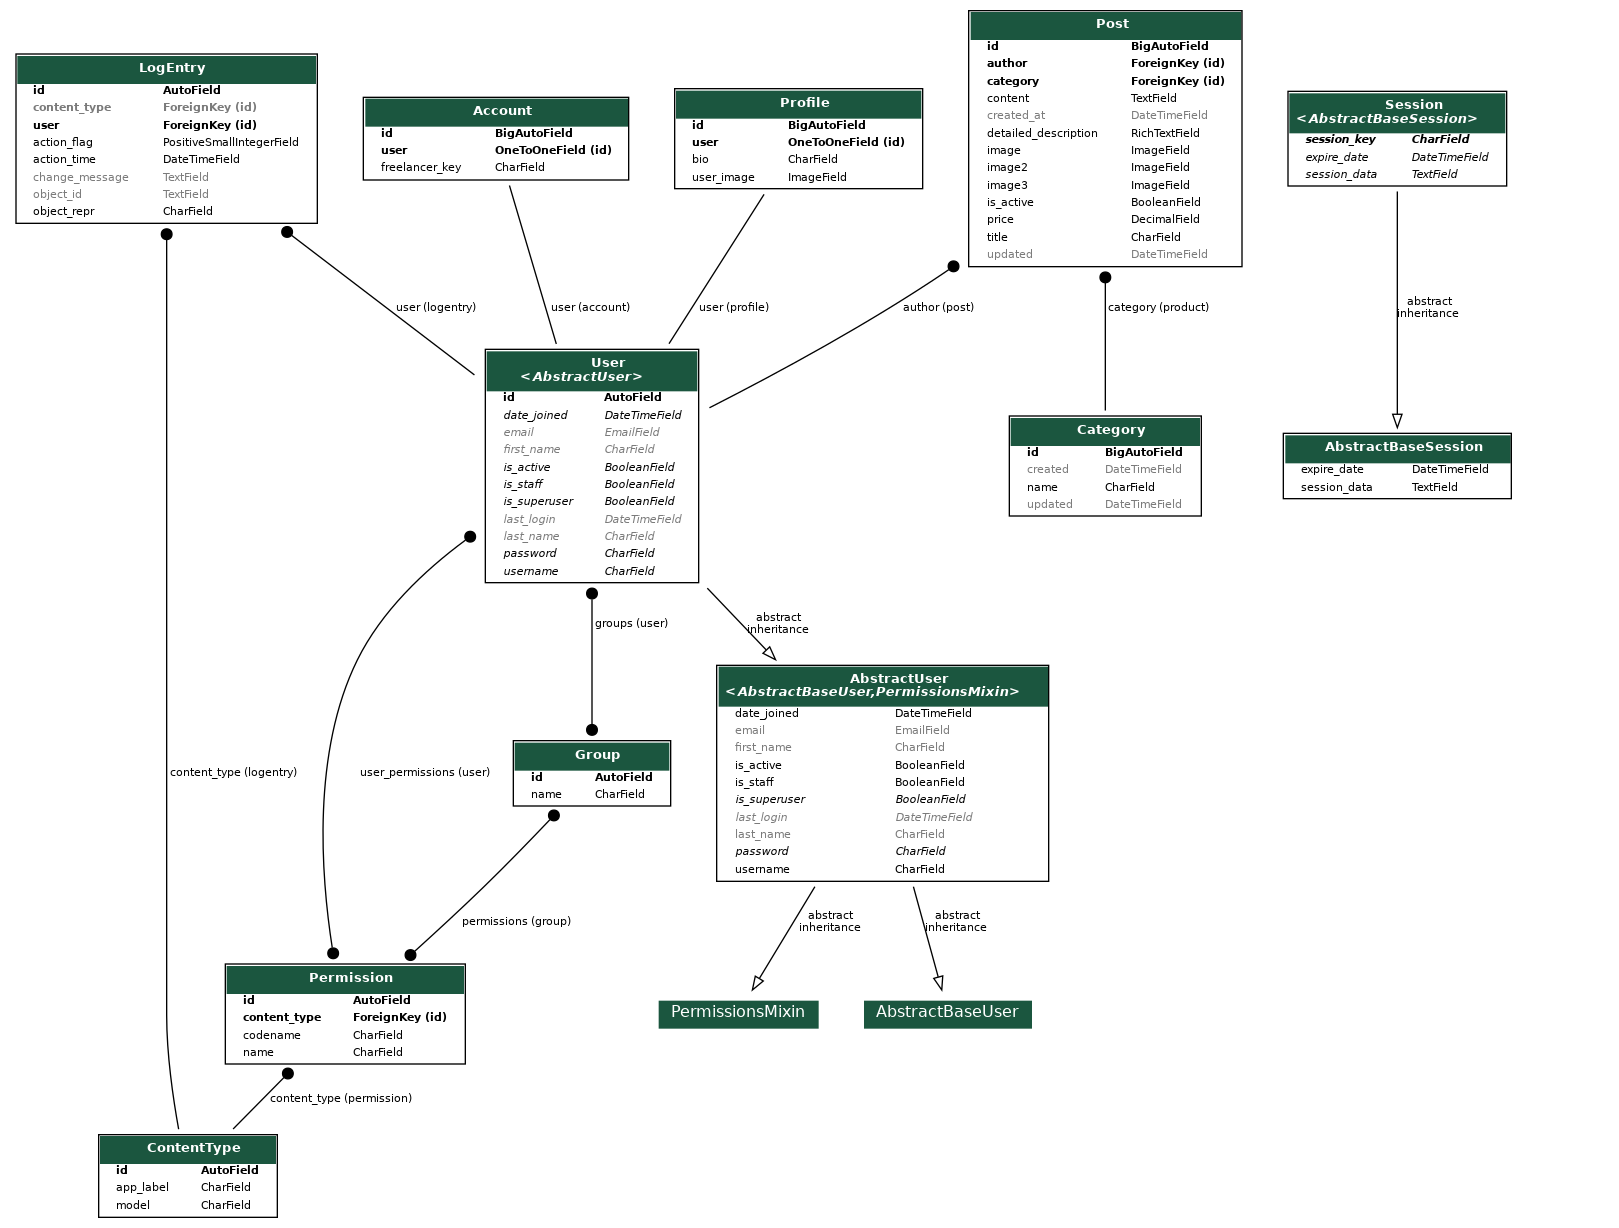 LogEntry
id AutoField
content_type ForeignKey (id)
user ForeignKey (id)
action_flag PositiveSmallIntegerField
action_time DateTimeField
change_message TextField
object_id TextField
object_repr CharField
Account
id BigAutoField
user OneToOneField (id)
freelancer_key CharField
Profile
id BigAutoField
user OneToOneField (id)
bio CharField
user_image ImageField
Post
id BigAutoField
author ForeignKey (id)
category ForeignKey (id)
content TextField
created_at DateTimeField
detailed_description RichTextField
image ImageField
image2 ImageField
image3 ImageField
is_active BooleanField
price DecimalField
title CharField
updated DateTimeField
Session
<AbstractBaseSession>
session_key CharField
expire_date DateTimeField
session_data TextField
user (logentry)
user (account)
user (profile)
author (post)
category (product)
abstract
inheritance
User
<AbstractUser>
id AutoField
date_joined DateTimeField
email EmailField
first_name CharField
is_active BooleanField
is_staff BooleanField
is_superuser BooleanField
last_login DateTimeField
last_name CharField
password CharField
username CharField
Category
id BigAutoField
created DateTimeField
name CharField
updated DateTimeField
AbstractBaseSession
expire_date DateTimeField
session_data TextField
groups (user)
abstract
inheritance
AbstractUser
<AbstractBaseUser,PermissionsMixin>
date_joined DateTimeField
email EmailField
first_name CharField
is_active BooleanField
is_staff BooleanField
is_superuser BooleanField
last_login DateTimeField
last_name CharField
password CharField
username CharField
content_type (logentry)
user_permissions (user)
Group
id AutoField
name CharField
permissions (group)
abstract
inheritance
abstract
inheritance
Permission
id AutoField
content_type ForeignKey (id)
codename CharField
name CharField
PermissionsMixin
AbstractBaseUser
content_type (permission)
ContentType
id AutoField
app_label CharField
model CharField